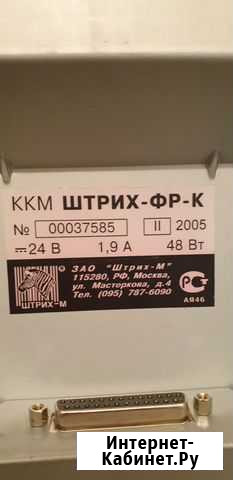 ККМ ШТРИХ-ФР-К
№ 00037585 II 2005
⎓24 В 1,9 А 48 Вт
ШТРИХ-М
ЗАО "Штрих-М"
115280, РФ, Москва,
ул. Мастеркова, д.4
Тел. (095) 787-6090
АЯ46
Интернет-
Кабинет.Ру